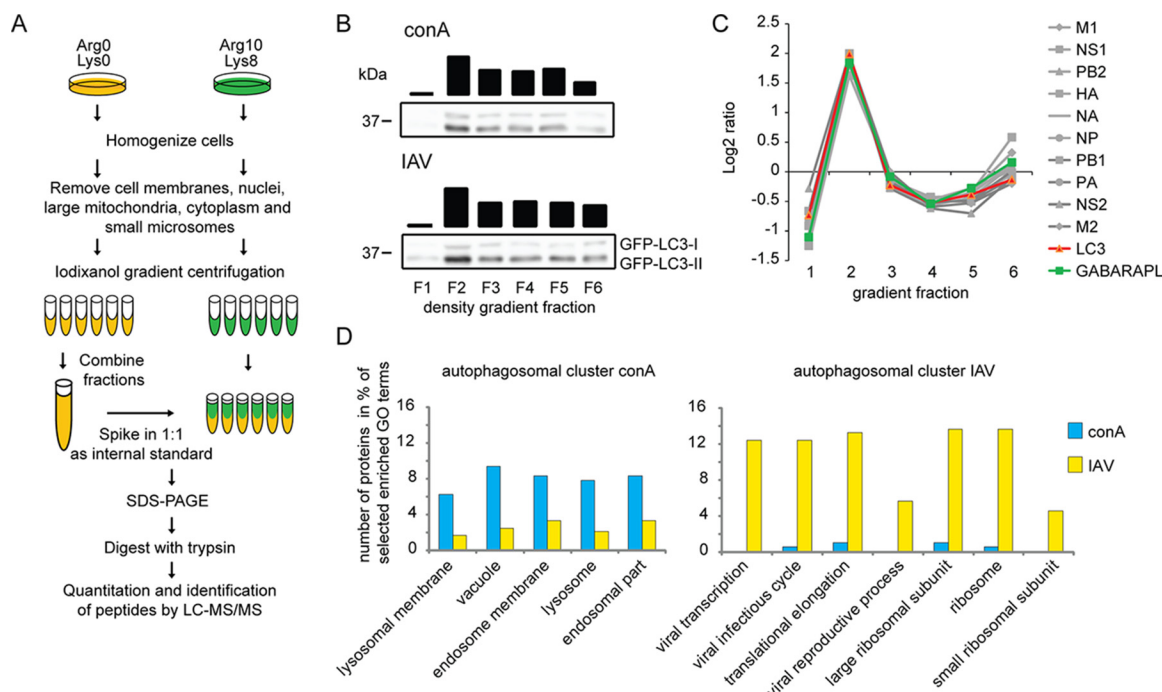 A
Arg0
Lys0
Arg10
Lys8
Homogenize cells
Remove cell membranes, nuclei,
large mitochondria, cytoplasm and
small microsomes
Iodixanol gradient centrifugation
Combine
fractions
Spike in 1:1
as internal standard
SDS-PAGE
Digest with trypsin
Quantitation and identification
of peptides by LC-MS/MS
B
conA
kDa
37
IAV
37
GFP-LC3-I
GFP-LC3-II
F1 F2 F3 F4 F5 F6
density gradient fraction
C
Log2 ratio
2.5
2
1.5
1
0.5
0
-0.5
-1
-1.5
1 2 3 4 5 6
gradient fraction
M1
NS1
PB2
HA
NA
NP
PB1
PA
NS2
M2
LC3
GABARAPL
D
number of proteins in % of
selected enriched GO terms
autophagosomal cluster conA
16
12
8
4
0
lysosomal membrane
vacuole
endosome membrane
lysosome
endosomal part
autophagosomal cluster IAV
16
12
8
4
0
viral transcription
viral infectious cycle
translational elongation
viral reproductive process
large ribosomal subunit
ribosome
small ribosomal subunit
conA
IAV